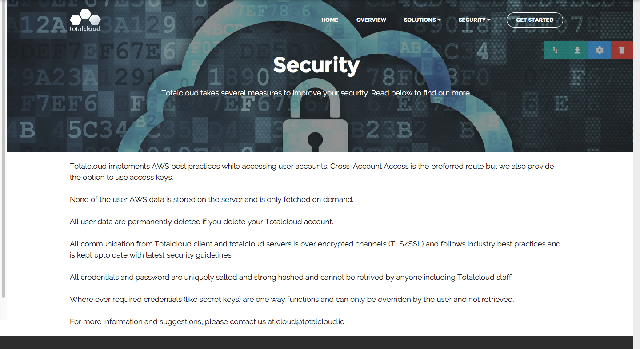 totalcloud
HOME OVERVIEW SOLUTIONS SECURITY GET STARTED
Security
Totalcloud takes several measures to improve your security. Read below to find out more
Totalcloud implements AWS best practices while accessing user accounts. Cross-Account Access is the preferred route but we also provide
the option to use access keys.
None of the user AWS data is stored on the server and is only fetched on demand.
All user data are permanently deleted if you delete your Totalcloud account.
All communication from Totalcloud client and totalcloud servers is over encrypted channels (TLS/SSL) and follows industry best practices and
is kept upto date with latest security guidelines
All credentials and password are uniquely salted and strong hashed and cannot be retrived by anyone including Totalcloud staff
Where ever required credentials (like secret keys) are one way functions and can only be overriden by the user and not retrieved.
For more information and suggestions, please contact us at cloud@totalcloud.io